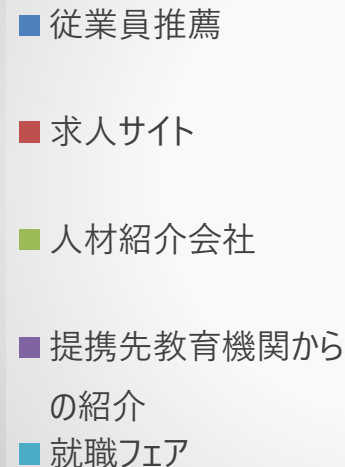 従業員推薦
求人サイト
人材紹介会社
提携先教育機関から
の紹介
就職フェア